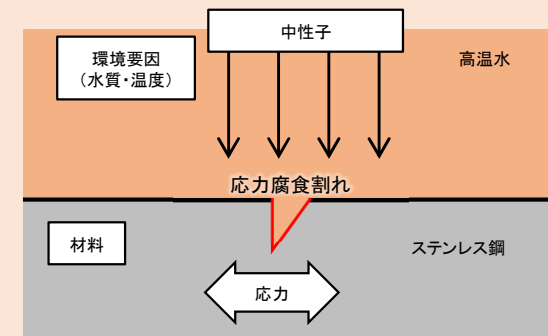 中性子
環境要因
（水質・温度）
高温水
応力腐食割れ
材料
ステンレス鋼
応力